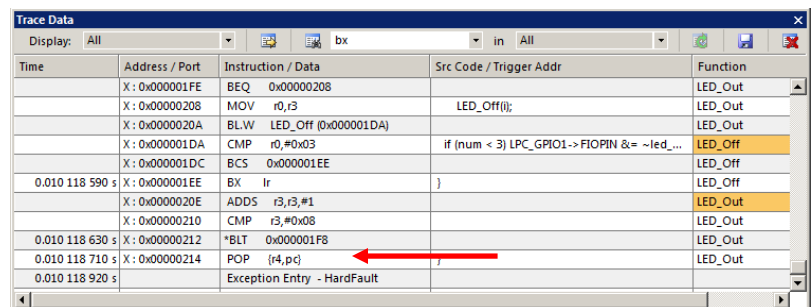 Trace Data
Display: All bx in All
Time Address / Port Instruction / Data Src Code / Trigger Addr Function
X : 0x000001FE BEQ 0x00000208 LED_Out
X : 0x00000208 MOV r0,r3 LED_Off(i); LED_Out
X : 0x0000020A BL.W LED_Off (0x000001DA) LED_Out
X : 0x000001DA CMP r0,#0x03 if (num < 3) LPC_GPIO1->FIOPIN &= ~led_... LED_Off
X : 0x000001DC BCS 0x000001EE LED_Off
0.010 118 590 s X : 0x000001EE BX lr } LED_Off
X : 0x0000020E ADDS r3,r3,#1 LED_Out
X : 0x00000210 CMP r3,#0x08 LED_Out
0.010 118 630 s X : 0x00000212 *BLT 0x000001F8 LED_Out
0.010 118 710 s X : 0x00000214 POP {r4,pc} } LED_Out
0.010 118 920 s Exception Entry - HardFault